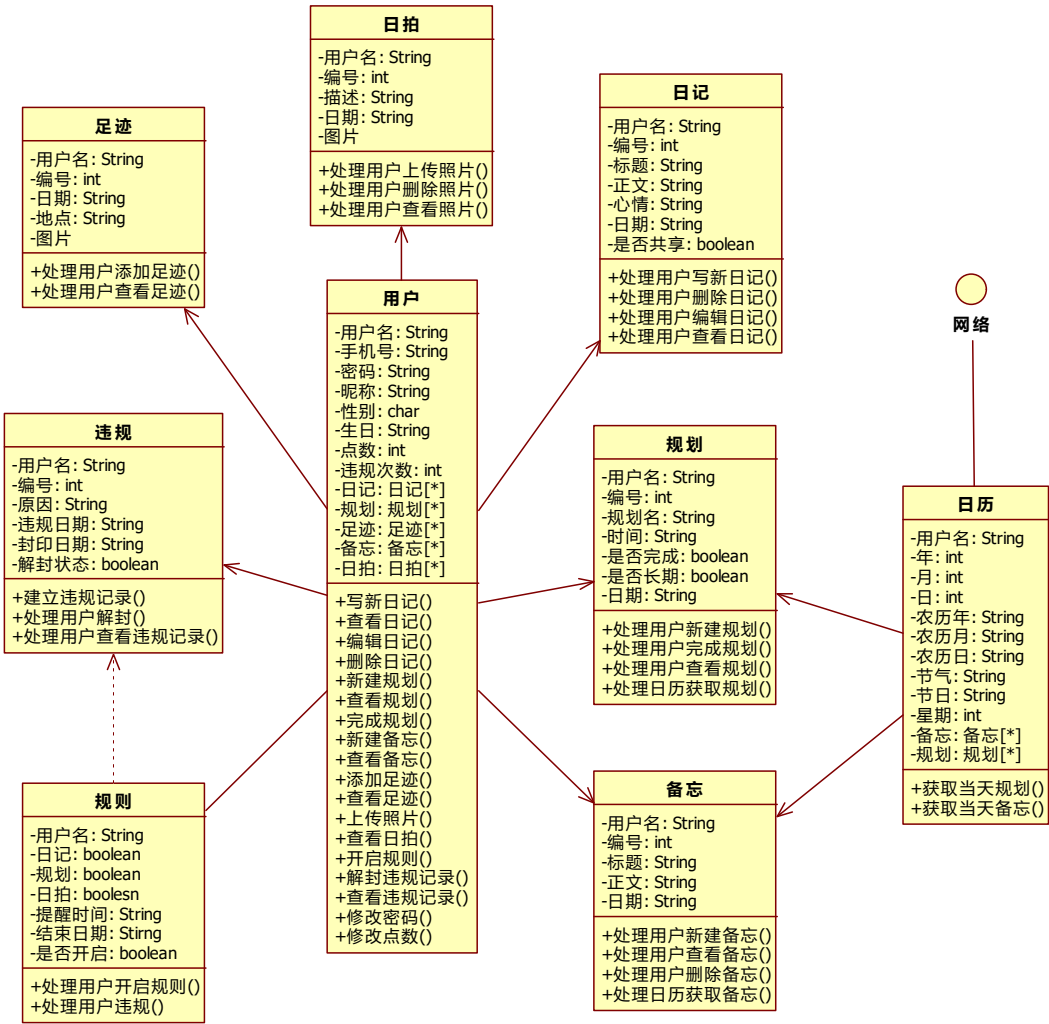 日拍
-用户名: String
-编号: int
-描述: String
-日期: String
-图片
+处理用户上传照片()
+处理用户删除照片()
+处理用户查看照片()
日记
-用户名: String
-编号: int
-标题: String
-正文: String
-心情: String
-日期: String
-是否共享: boolean
+处理用户写新日记()
+处理用户删除日记()
+处理用户编辑日记()
+处理用户查看日记()
足迹
-用户名: String
-编号: int
-日期: String
-地点: String
-图片
+处理用户添加足迹()
+处理用户查看足迹()
用户
-用户名: String
-手机号: String
-密码: String
-昵称: String
-性别: char
-生日: String
-点数: int
-违规次数: int
-日记: 日记[*]
-规划: 规划[*]
-足迹: 足迹[*]
-备忘: 备忘[*]
-日拍: 日拍[*]
+写新日记()
+查看日记()
+编辑日记()
+删除日记()
+新建规划()
+查看规划()
+完成规划()
+新建备忘()
+查看备忘()
+添加足迹()
+查看足迹()
+上传照片()
+查看日拍()
+开启规则()
+解封违规记录()
+查看违规记录()
+修改密码()
+修改点数()
网络
违规
-用户名: String
-编号: int
-原因: String
-违规日期: String
-封印日期: String
-解封状态: boolean
+建立违规记录()
+处理用户解封()
+处理用户查看违规记录()
规划
-用户名: String
-编号: int
-规划名: String
-时间: String
-是否完成: boolean
-是否长期: boolean
-日期: String
+处理用户新建规划()
+处理用户完成规划()
+处理用户查看规划()
+处理日历获取规划()
日历
-用户名: String
-年: int
-月: int
-日: int
-农历年: String
-农历月: String
-农历日: String
-节气: String
-节日: String
-星期: int
-备忘: 备忘[*]
-规划: 规划[*]
+获取当天规划()
+获取当天备忘()
规则
-用户名: String
-日记: boolean
-规划: boolean
-日拍: boolesn
-提醒时间: String
-结束日期: Stirng
-是否开启: boolean
+处理用户开启规则()
+处理用户违规()
备忘
-用户名: String
-编号: int
-标题: String
-正文: String
-日期: String
+处理用户新建备忘()
+处理用户查看备忘()
+处理用户删除备忘()
+处理日历获取备忘()